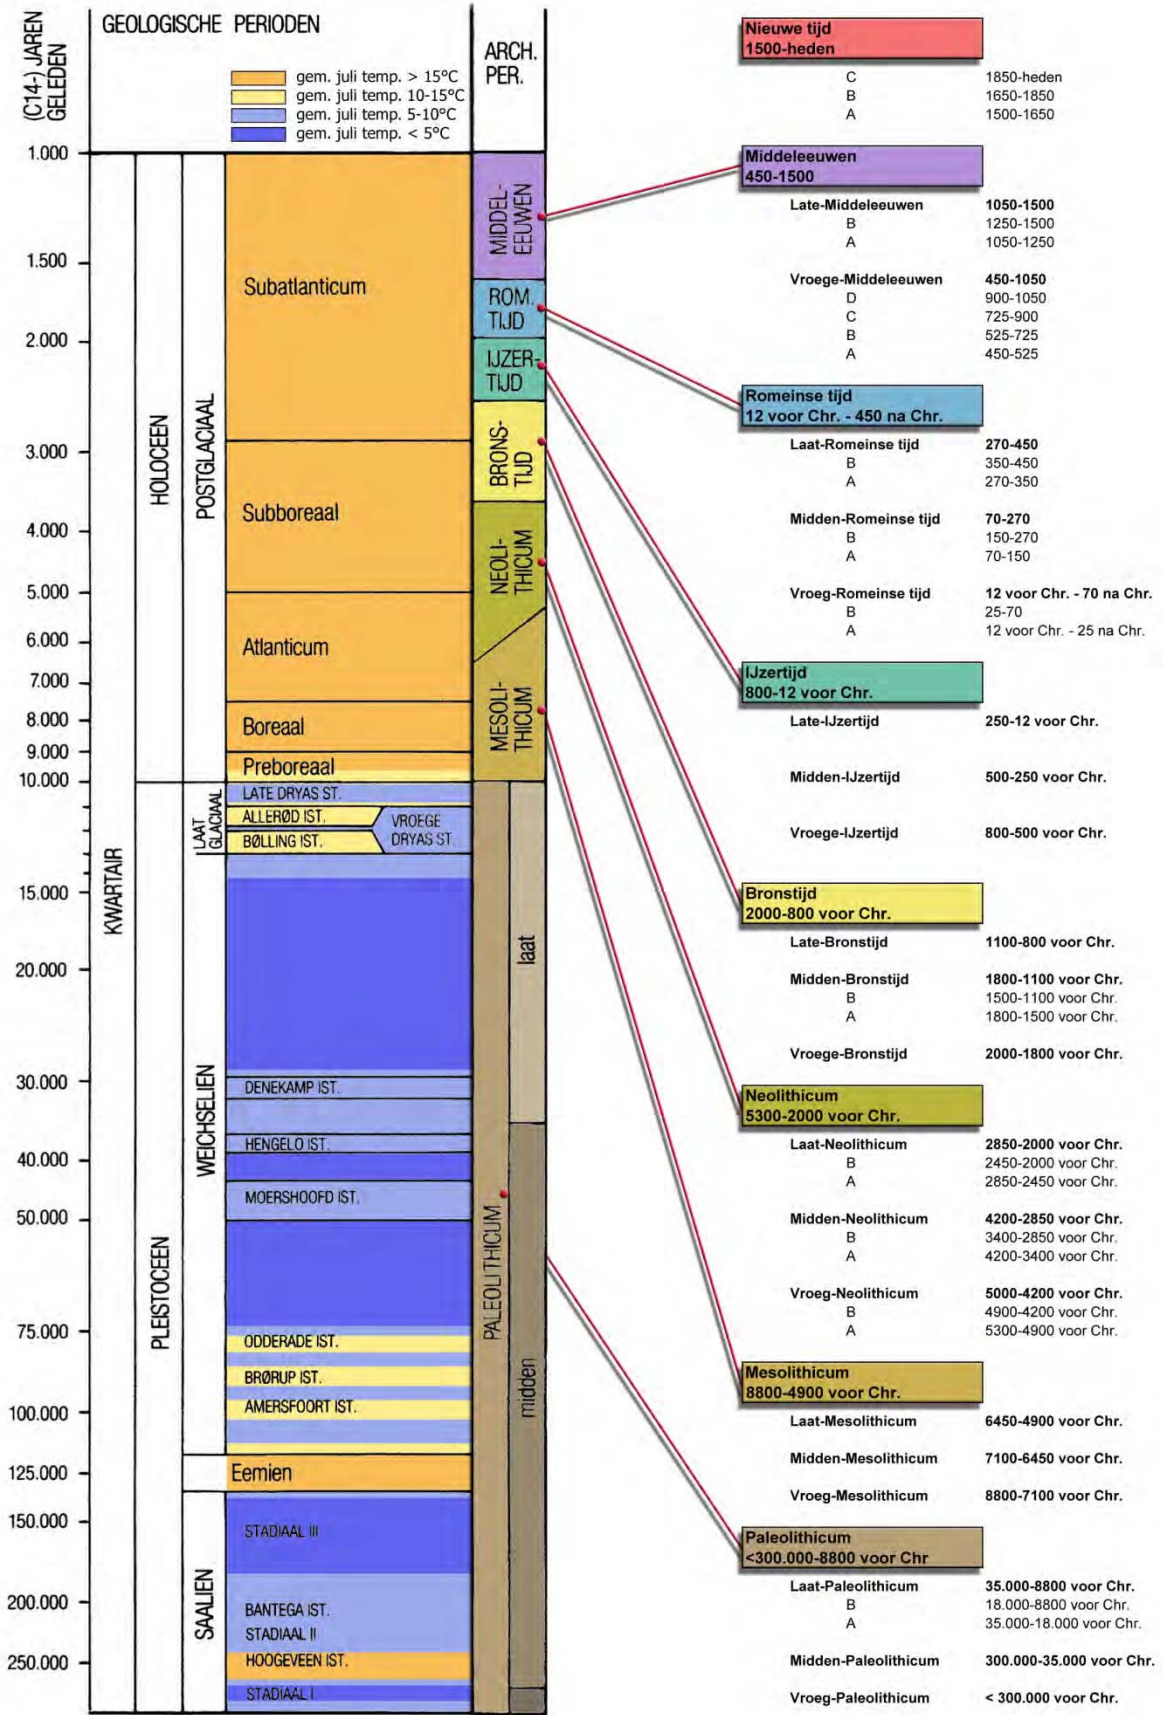 (C14-) JAREN
GELEDEN
GEOLOGISCHE PERIODEN
gem. juli temp. > 15°C
gem. juli temp. 10-15°C
gem. juli temp. 5-10°C
gem. juli temp. < 5°C
ARCH.
PER.
1.000
1.500
2.000
3.000
4.000
5.000
6.000
7.000
8.000
9.000
10.000
15.000
20.000
30.000
40.000
50.000
75.000
100.000
125.000
150.000
200.000
250.000
KWARTAIR
HOLOCEEN
PLEISTOCEEN
POSTGLACIAAL
LAAT
GLACIAAL
WEICHSELIEN
SAALIEN
Subatlanticum
Subboreaal
Atlanticum
Boreaal
Preboreaal
LATE DRYAS ST.
ALLERØD IST.
VROEGE
DRYAS ST.
BØLLING IST.
DENEKAMP IST.
HENGELO IST.
MOERSHOOFD IST.
ODDERADE IST.
BRØRUP IST.
AMERSFOORT IST.
Eemien
STADIAAL III
BANTEGA IST.
STADIAAL II
HOOGEVEEN IST.
STADIAAL I
MIDDEL-
EEUWEN
ROM.
TIJD
IJZER-
TIJD
BRONS-
TIJD
NEOLI-
THICUM
MESOLI-
THICUM
PALEOLITHICUM
laat
midden
Nieuwe tijd
1500-heden
C 1850-heden
B 1650-1850
A 1500-1650
Middeleeuwen
450-1500
Late-Middeleeuwen 1050-1500
B 1250-1500
A 1050-1250
Vroege-Middeleeuwen 450-1050
D 900-1050
C 725-900
B 525-725
A 450-525
Romeinse tijd
12 voor Chr. - 450 na Chr.
Laat-Romeinse tijd 270-450
B 350-450
A 270-350
Midden-Romeinse tijd 70-270
B 150-270
A 70-150
Vroeg-Romeinse tijd 12 voor Chr. - 70 na Chr.
B 25-70
A 12 voor Chr. - 25 na Chr.
IJzertijd
800-12 voor Chr.
Late-IJzertijd 250-12 voor Chr.
Midden-IJzertijd 500-250 voor Chr.
Vroege-IJzertijd 800-500 voor Chr.
Bronstijd
2000-800 voor Chr.
Late-Bronstijd 1100-800 voor Chr.
Midden-Bronstijd 1800-1100 voor Chr.
B 1500-1100 voor Chr.
A 1800-1500 voor Chr.
Vroege-Bronstijd 2000-1800 voor Chr.
Neolithicum
5300-2000 voor Chr.
Laat-Neolithicum 2850-2000 voor Chr.
B 2450-2000 voor Chr.
A 2850-2450 voor Chr.
Midden-Neolithicum 4200-2850 voor Chr.
B 3400-2850 voor Chr.
A 4200-3400 voor Chr.
Vroeg-Neolithicum 5000-4200 voor Chr.
B 4900-4200 voor Chr.
A 5300-4900 voor Chr.
Mesolithicum
8800-4900 voor Chr.
Laat-Mesolithicum 6450-4900 voor Chr.
Midden-Mesolithicum 7100-6450 voor Chr.
Vroeg-Mesolithicum 8800-7100 voor Chr.
Paleolithicum
<300.000-8800 voor Chr
Laat-Paleolithicum 35.000-8800 voor Chr.
B 18.000-8800 voor Chr.
A 35.000-18.000 voor Chr.
Midden-Paleolithicum 300.000-35.000 voor Chr.
Vroeg-Paleolithicum < 300.000 voor Chr.